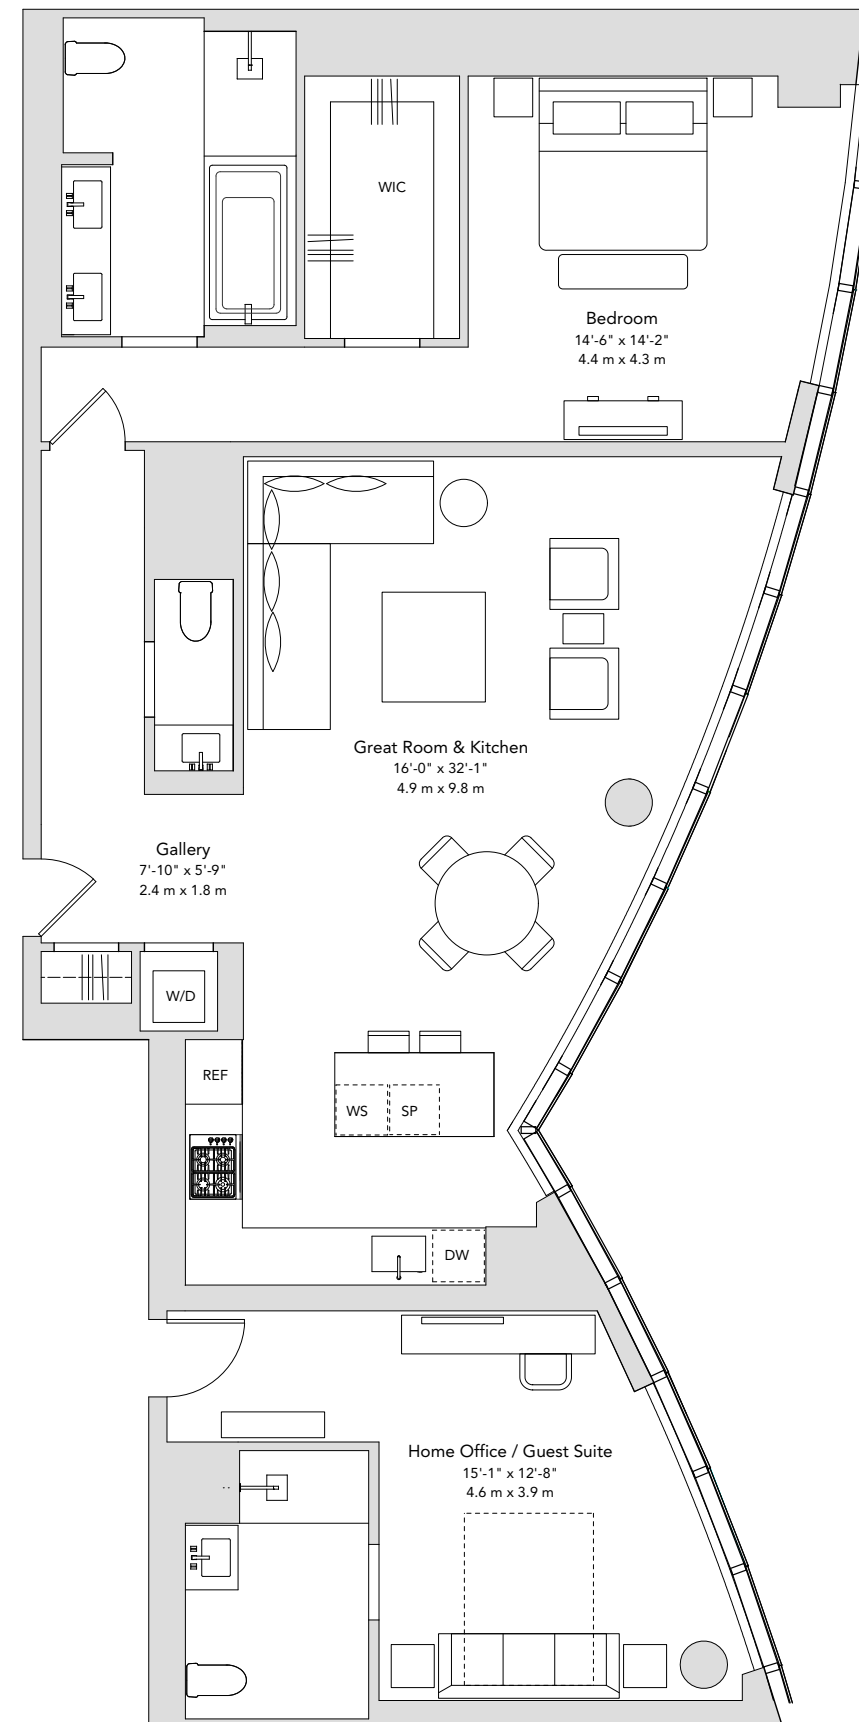 WIC
Bedroom
14'-6" x 14'-2"
4.4 m x 4.3 m
Great Room & Kitchen
16'-0" x 32'-1"
4.9 m x 9.8 m
Gallery
7'-10" x 5'-9"
2.4 m x 1.8 m
W/D
REF
WS
SP
DW
Home Office / Guest Suite
15'-1" x 12'-8"
4.6 m x 3.9 m